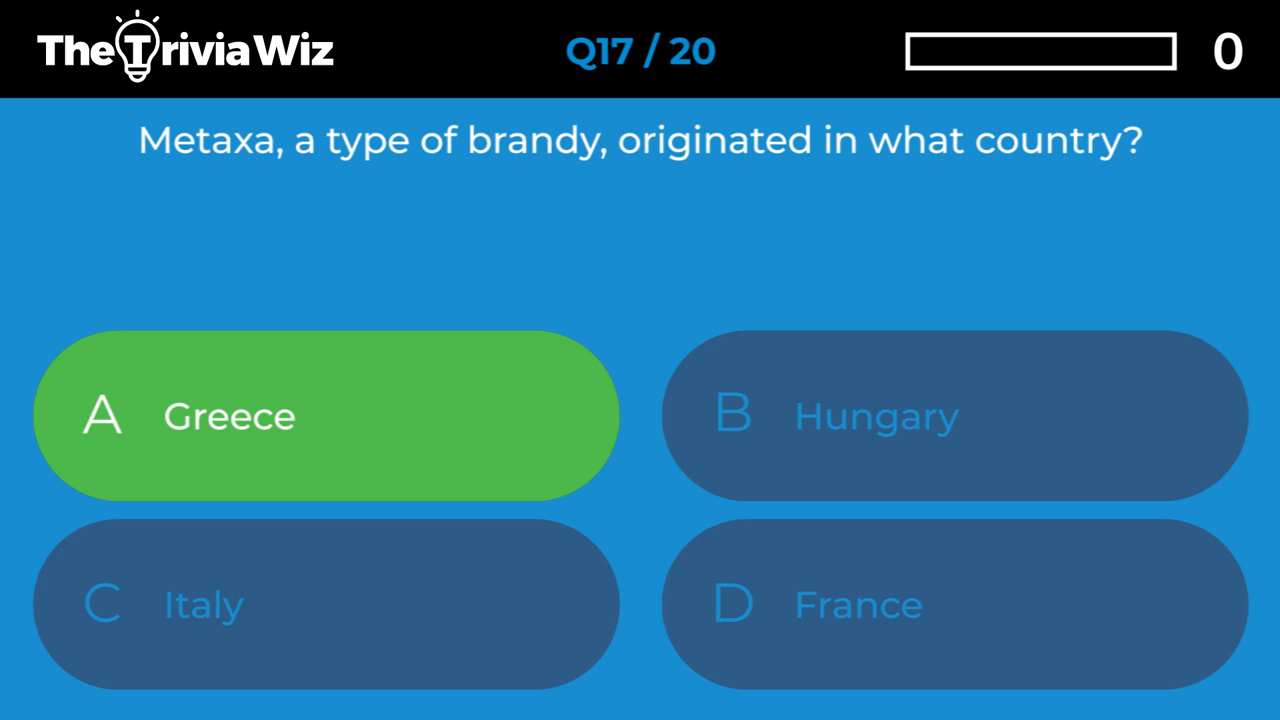 TheTriviaWiz
Q17 / 20
0
Metaxa, a type of brandy, originated in what country?
A Greece
B Hungary
C Italy
D France